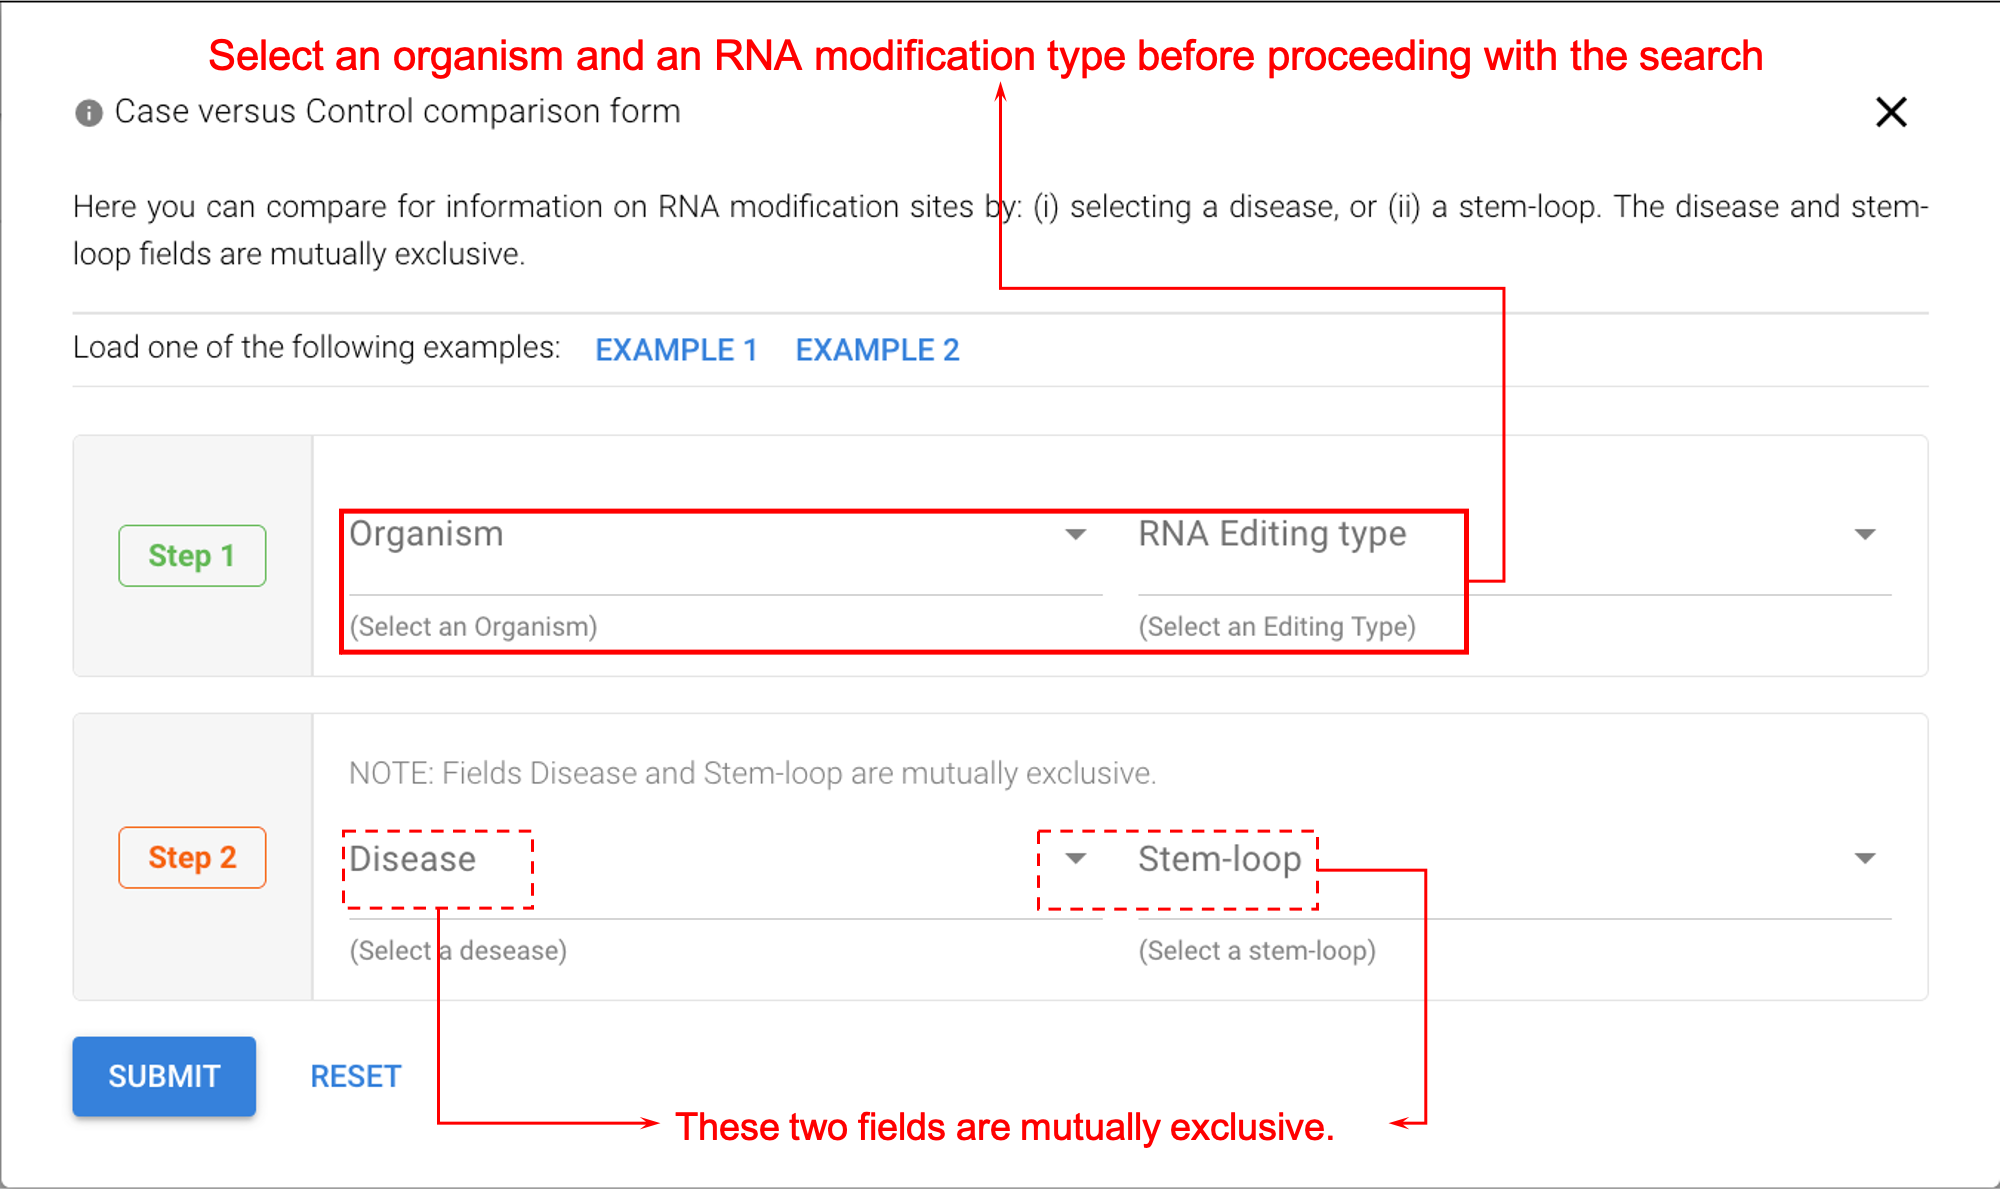 Select an organism and an RNA modification type before proceeding with the search
Case versus Control comparison form
Here you can compare for information on RNA modification sites by: (i) selecting a disease, or (ii) a stem-loop. The disease and stem-
loop fields are mutually exclusive.
Load one of the following examples: EXAMPLE 1 EXAMPLE 2
Step 1
Organism
(Select an Organism)
RNA Editing type
(Select an Editing Type)
Step 2
NOTE: Fields Disease and Stem-loop are mutually exclusive.
Disease
(Select a desease)
Stem-loop
(Select a stem-loop)
SUBMIT RESET
These two fields are mutually exclusive.